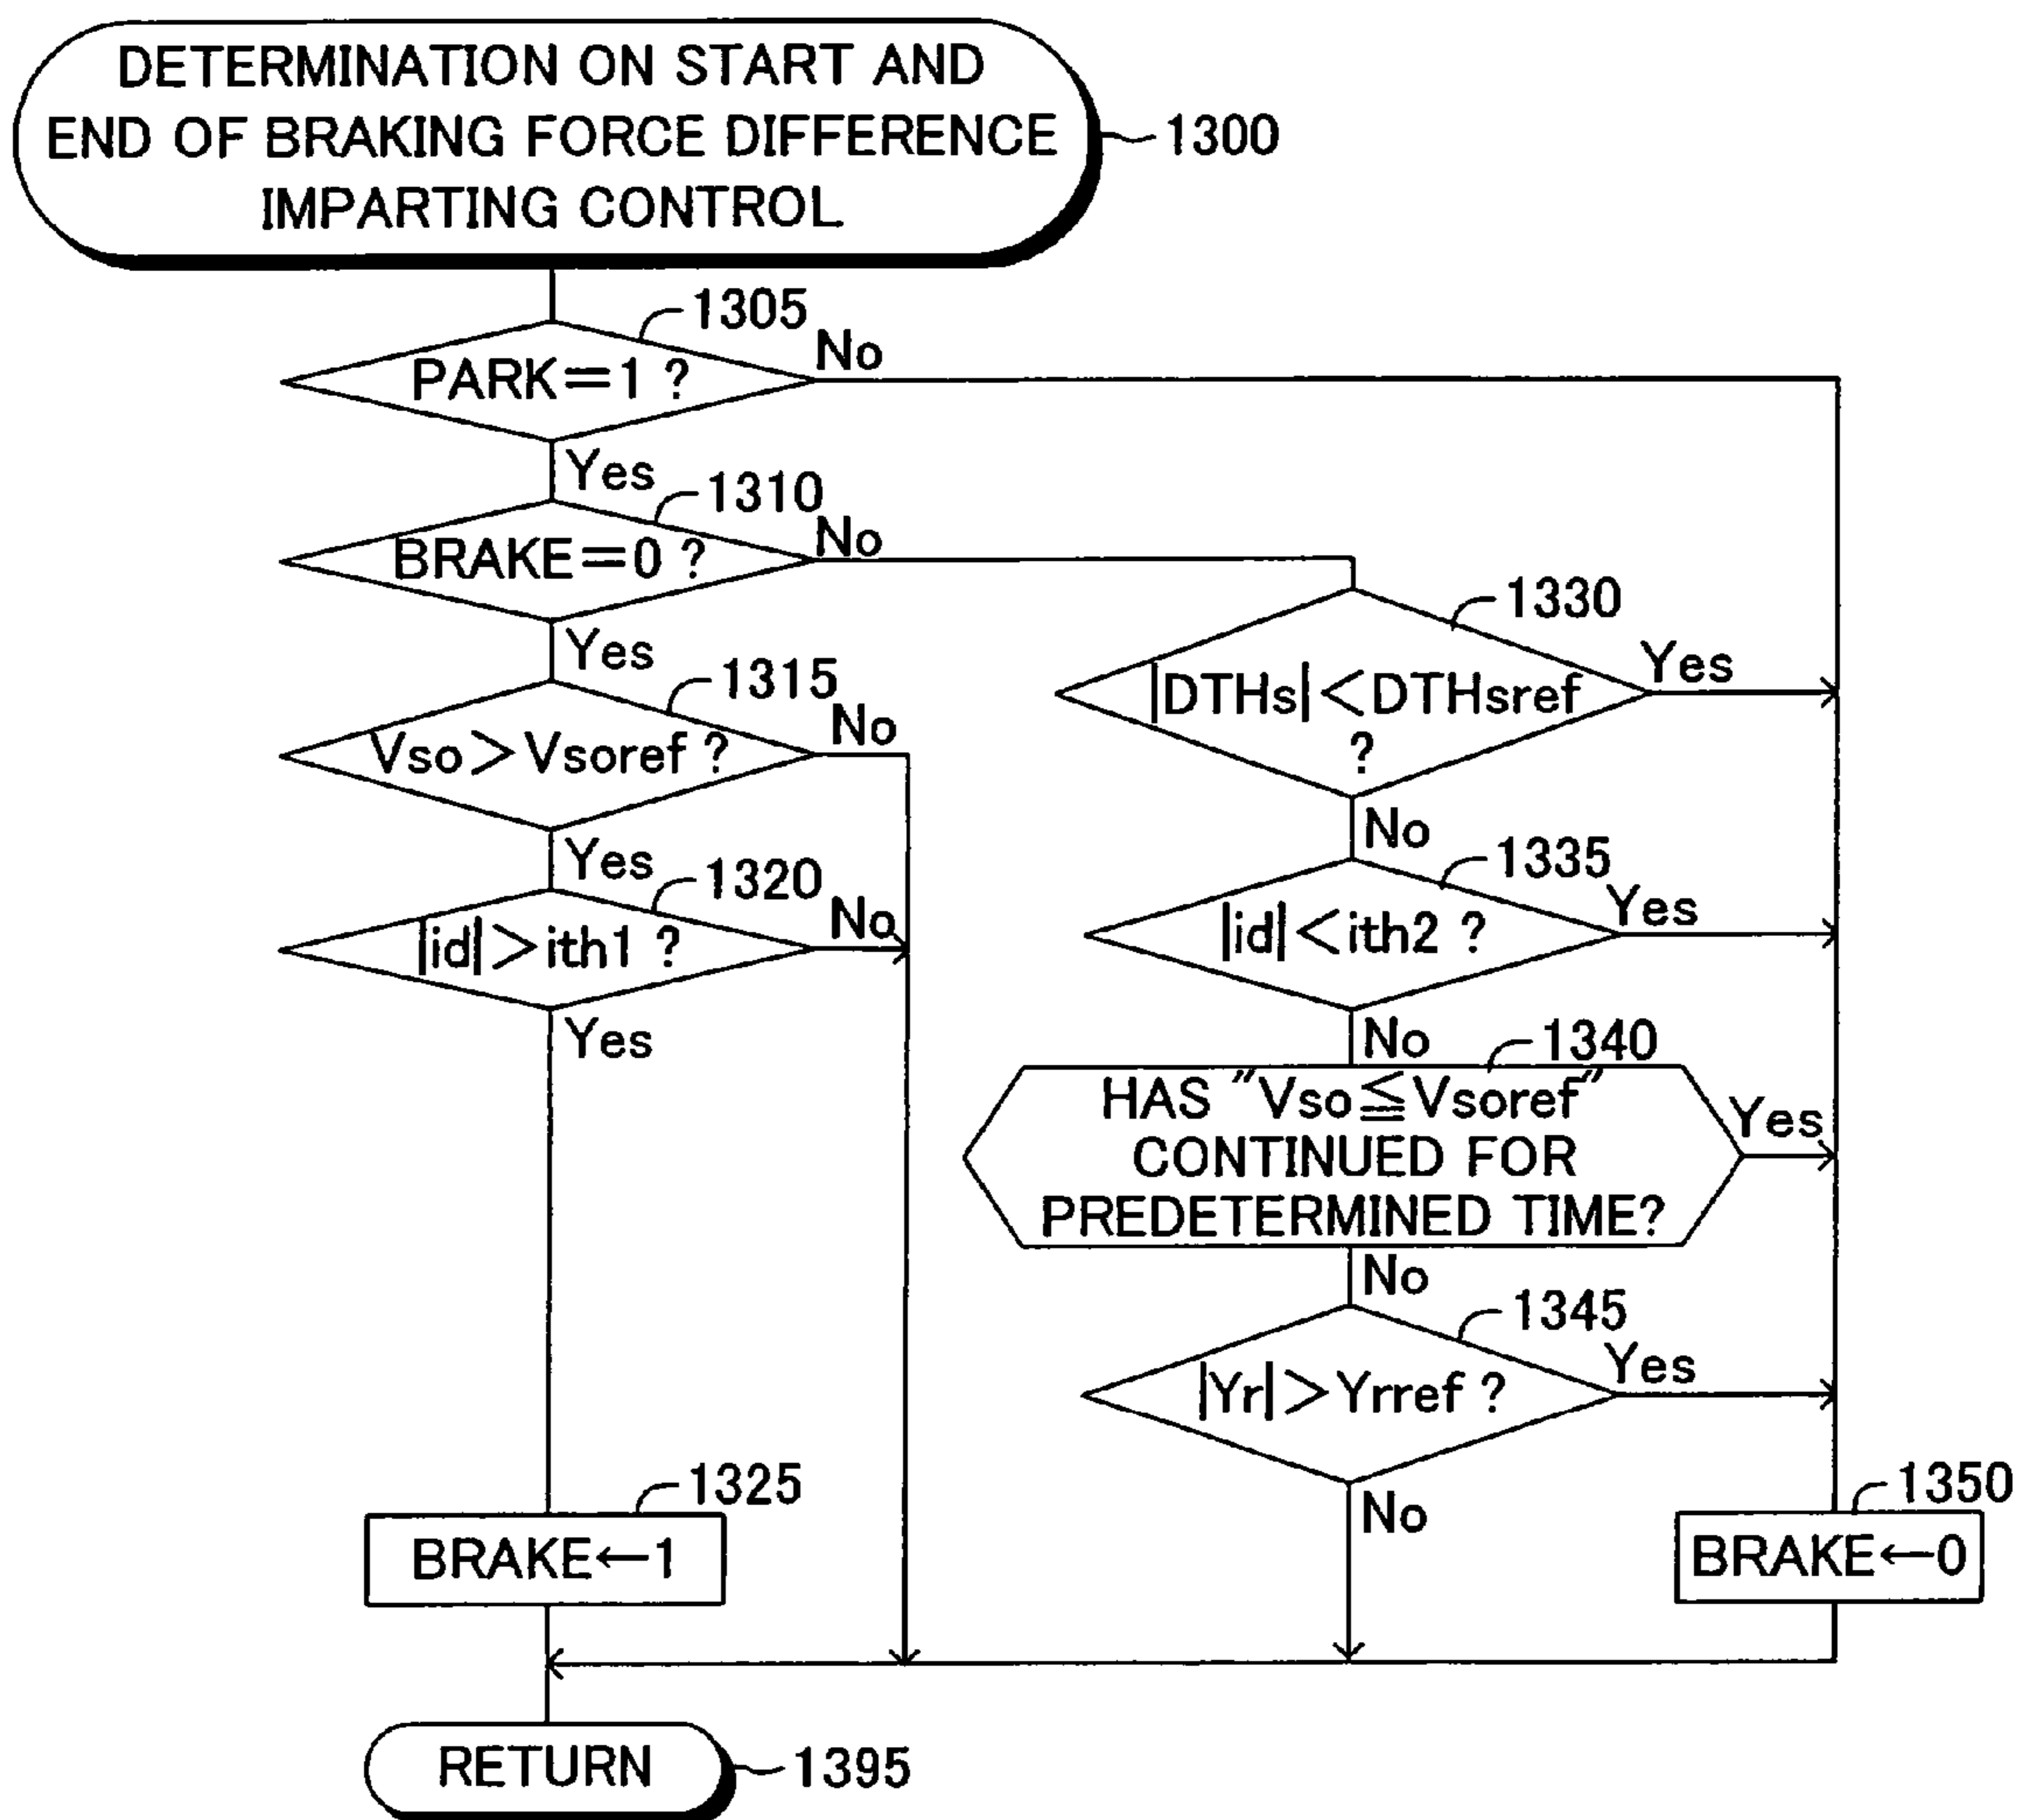 DETERMINATION ON START AND
END OF BRAKING FORCE DIFFERENCE
IMPARTING CONTROL
1300
1305
PARK=1 ?
No
Yes
1310
BRAKE=0 ?
No
Yes
1315
Vso>Vsoref ?
No
Yes
1320
|id|>ith1 ?
No
Yes
1325
BRAKE←1
1330
|DTHs|<DTHsref
?
Yes
No
1335
|id|<ith2 ?
Yes
No
1340
HAS "Vso≦Vsoref"
CONTINUED FOR
PREDETERMINED TIME?
Yes
No
1345
|Yr|>Yrref ?
Yes
No
1350
BRAKE←0
RETURN
1395